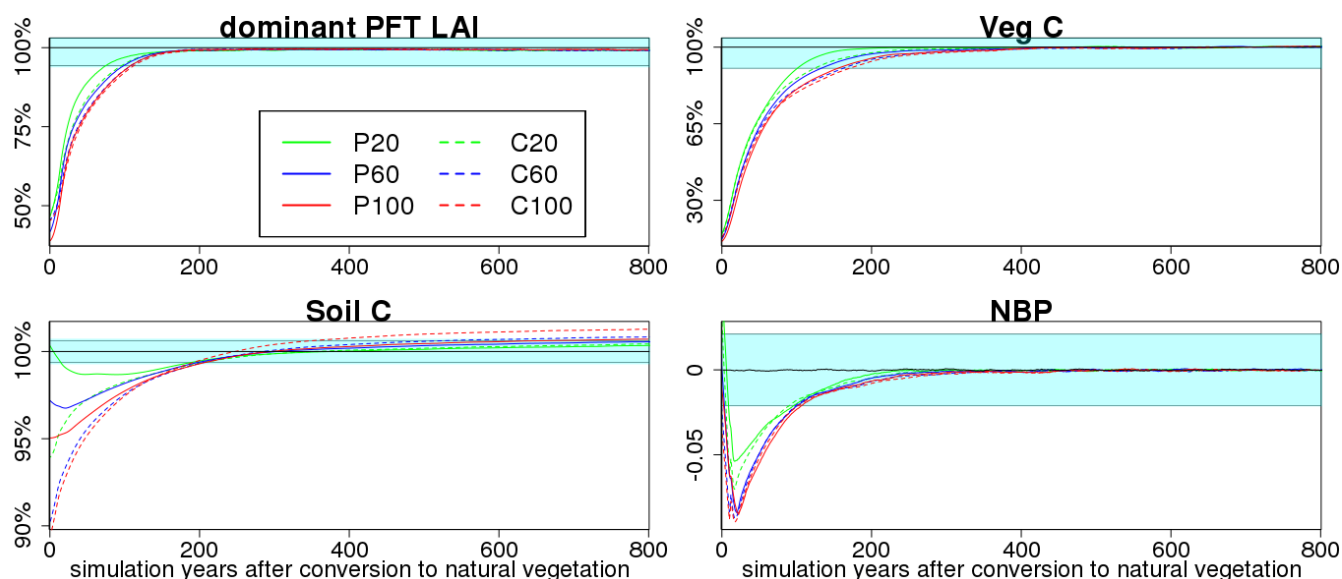 dominant PFT LAI
100%
75%
50%
P20 C20
P60 C60
P100 C100
0 200 400 600 800
Veg C
100%
65%
30%
0 200 400 600 800
Soil C
100%
95%
90%
0 200 400 600 800
simulation years after conversion to natural vegetation
NBP
0
-0.05
0 200 400 600 800
simulation years after conversion to natural vegetation